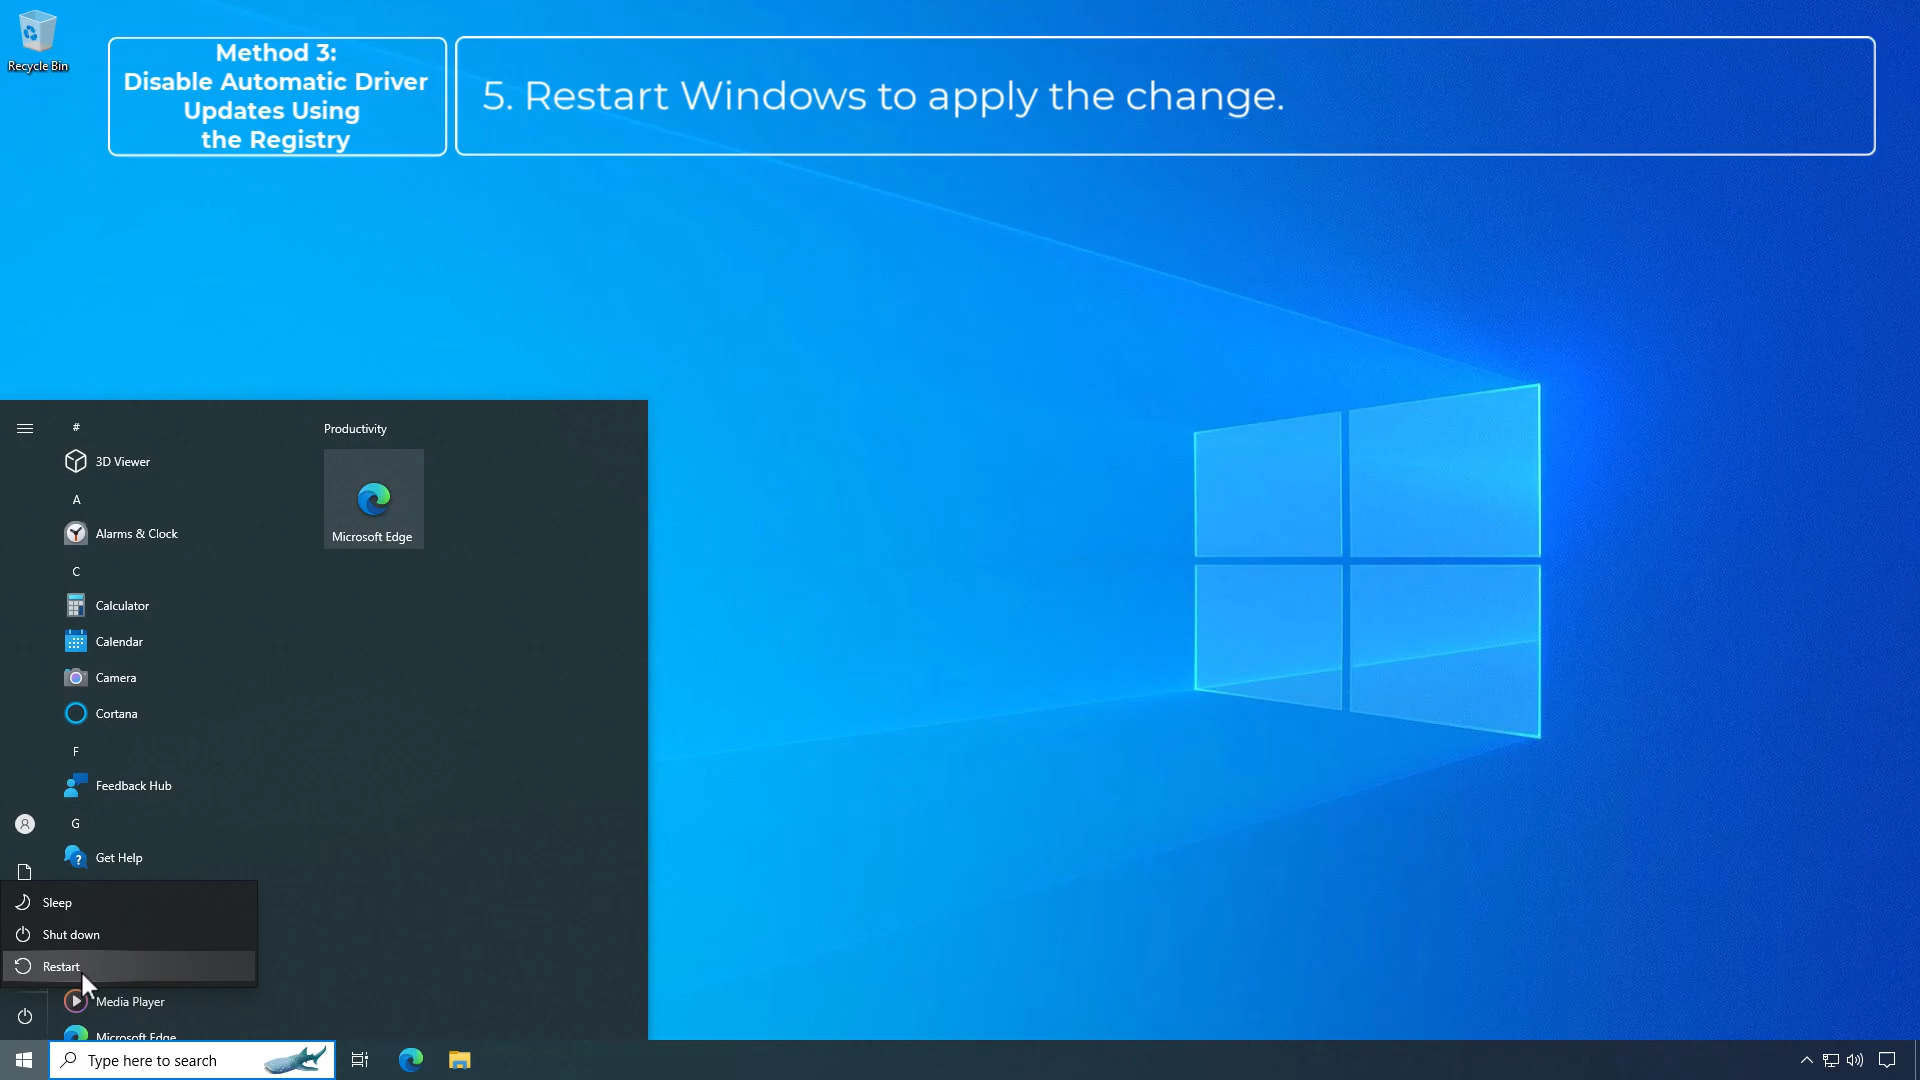 Recycle Bin
Method 3:
Disable Automatic Driver
Updates Using
the Registry
5. Restart Windows to apply the change.
#
3D Viewer
A
Alarms & Clock
C
Calculator
Calendar
Camera
Cortana
F
Feedback Hub
G
Get Help
Productivity
Microsoft Edge
Sleep
Shut down
Restart
Media Player
Microsoft Edge
Type here to search